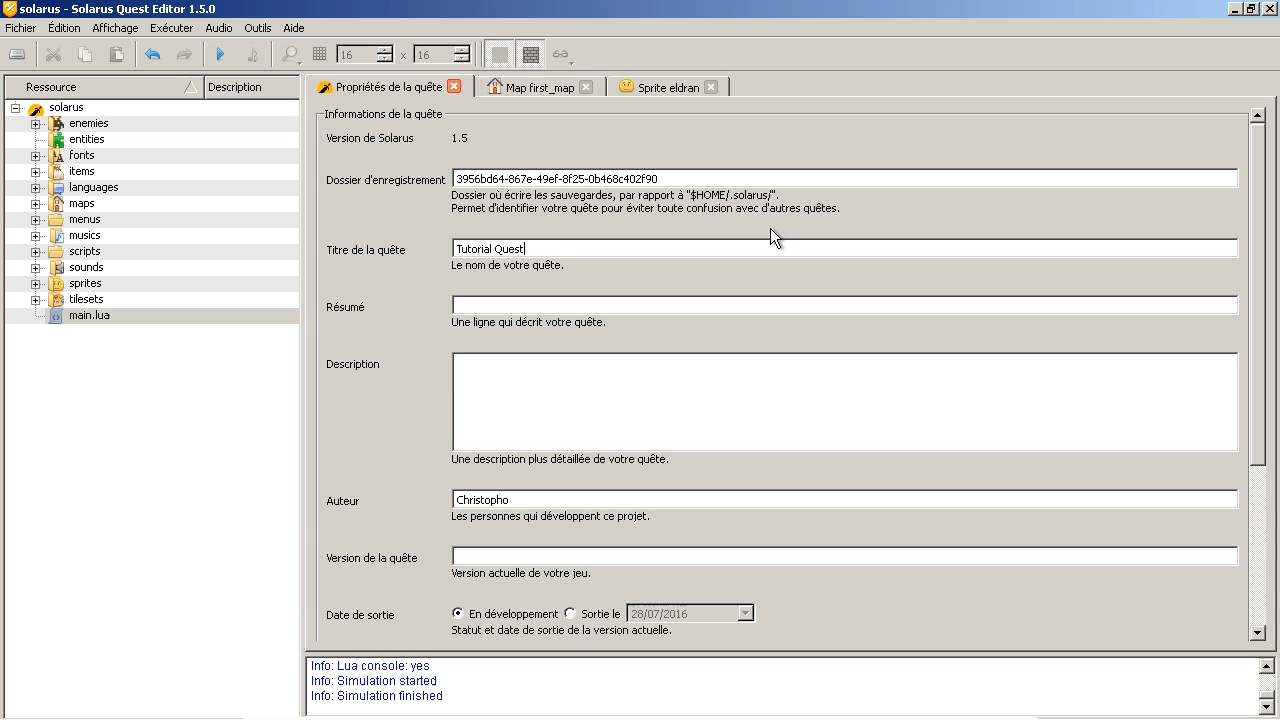 solarus - Solarus Quest Editor 1.5.0
Fichier Édition Affichage Exécuter Audio Outils Aide
16 x 16
Ressource Description
solarus
enemies
entities
fonts
items
languages
maps
menus
musics
scripts
sounds
sprites
tilesets
main.lua
Propriétés de la quête Map first_map Sprite eldran
Informations de la quête
Version de Solarus 1.5
Dossier d'enregistrement 3956bd64-867e-49ef-8f25-0b468c402f90
Dossier où écrire les sauvegardes, par rapport à "$HOME/.solarus/".
Permet d'identifier votre quête pour éviter toute confusion avec d'autres quêtes.
Titre de la quête Tutorial Quest
Le nom de votre quête.
Résumé
Une ligne qui décrit votre quête.
Description
Une description plus détaillée de votre quête.
Auteur Christopho
Les personnes qui développent ce projet.
Version de la quête
Version actuelle de votre jeu.
Date de sortie En développement Sortie le 28/07/2016
Statut et date de sortie de la version actuelle.
Info: Lua console: yes
Info: Simulation started
Info: Simulation finished